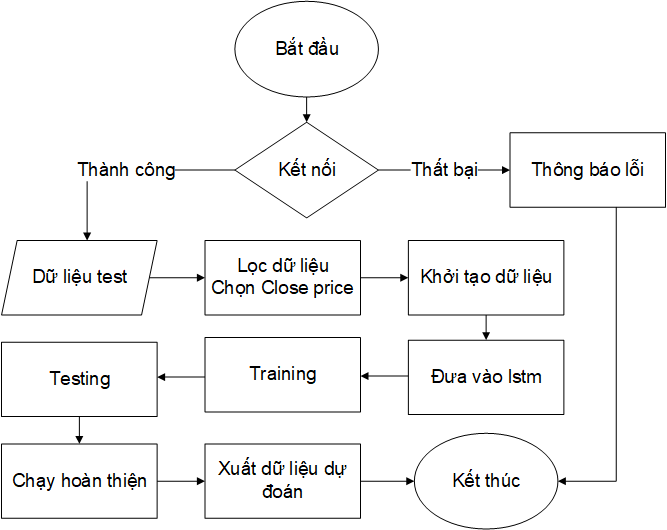 Bắt đầu
Thành công
Kết nối
Thất bại
Thông báo lỗi
Dữ liệu test
Lọc dữ liệu
Chọn Close price
Khởi tạo dữ liệu
Đưa vào lstm
Training
Testing
Chạy hoàn thiện
Xuất dữ liệu dự
đoán
Kết thúc